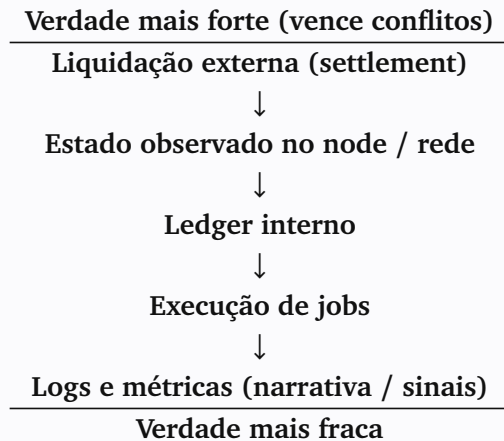 Verdade mais forte (vence conflitos)
Liquidação externa (settlement)
↓
Estado observado no node / rede
↓
Ledger interno
↓
Execução de jobs
↓
Logs e métricas (narrativa / sinais)
Verdade mais fraca